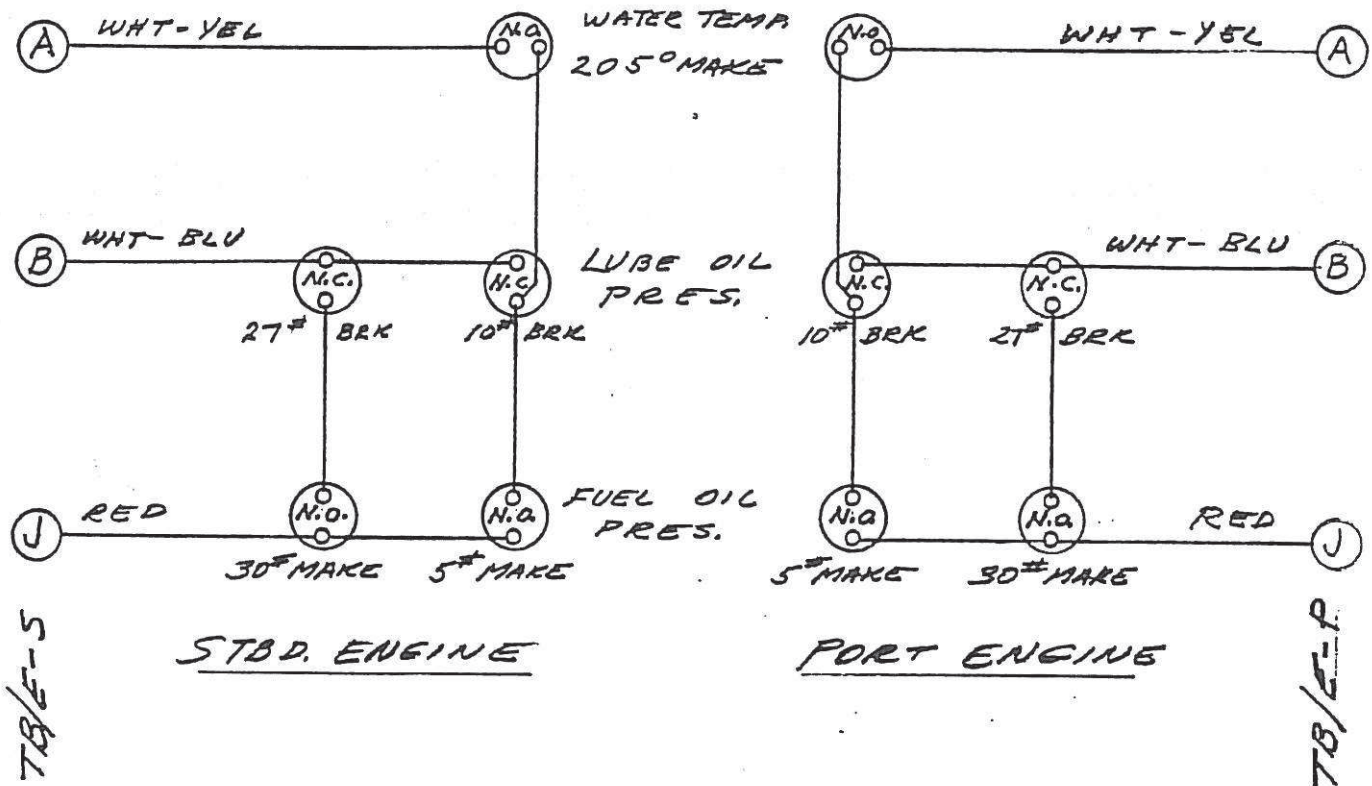 A WHT-YEL N.O. WATER TEMP. N.O WHT-YEL A
205° MAKE
B WHT-BLU N.C. N.C. LUBE OIL PRES. N.C. N.C. WHT-BLU B
27# BRK 10# BRK 10# BRK 27# BRK
J RED N.O. N.O. FUEL OIL PRES. N.O. N.O. RED J
30# MAKE 5# MAKE 5# MAKE 30# MAKE
STBD. ENGINE PORT ENGINE
TB/E-S TB/E-P